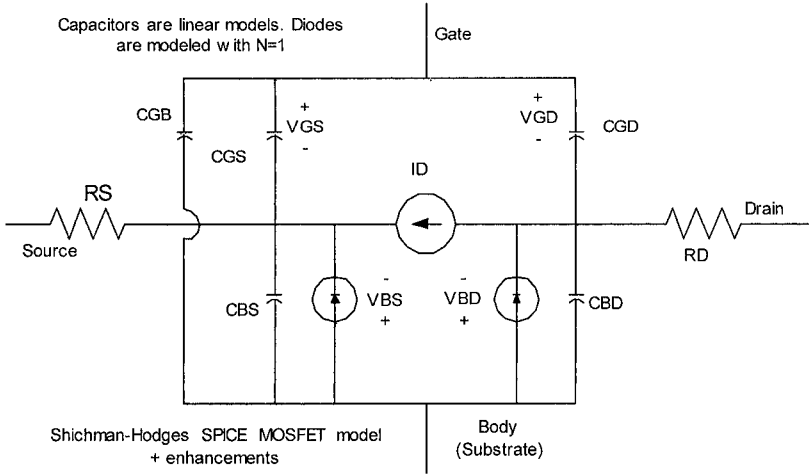 Capacitors are linear models. Diodes
are modeled with N=1
Gate
CGB
+
VGS
-
+
VGD
-
CGD
CGS
ID
RS
Drain
Source
RD
CBS
-
VBS
+
-
VBD
+
CBD
Shichman-Hodges SPICE MOSFET model
+ enhancements
Body
(Substrate)